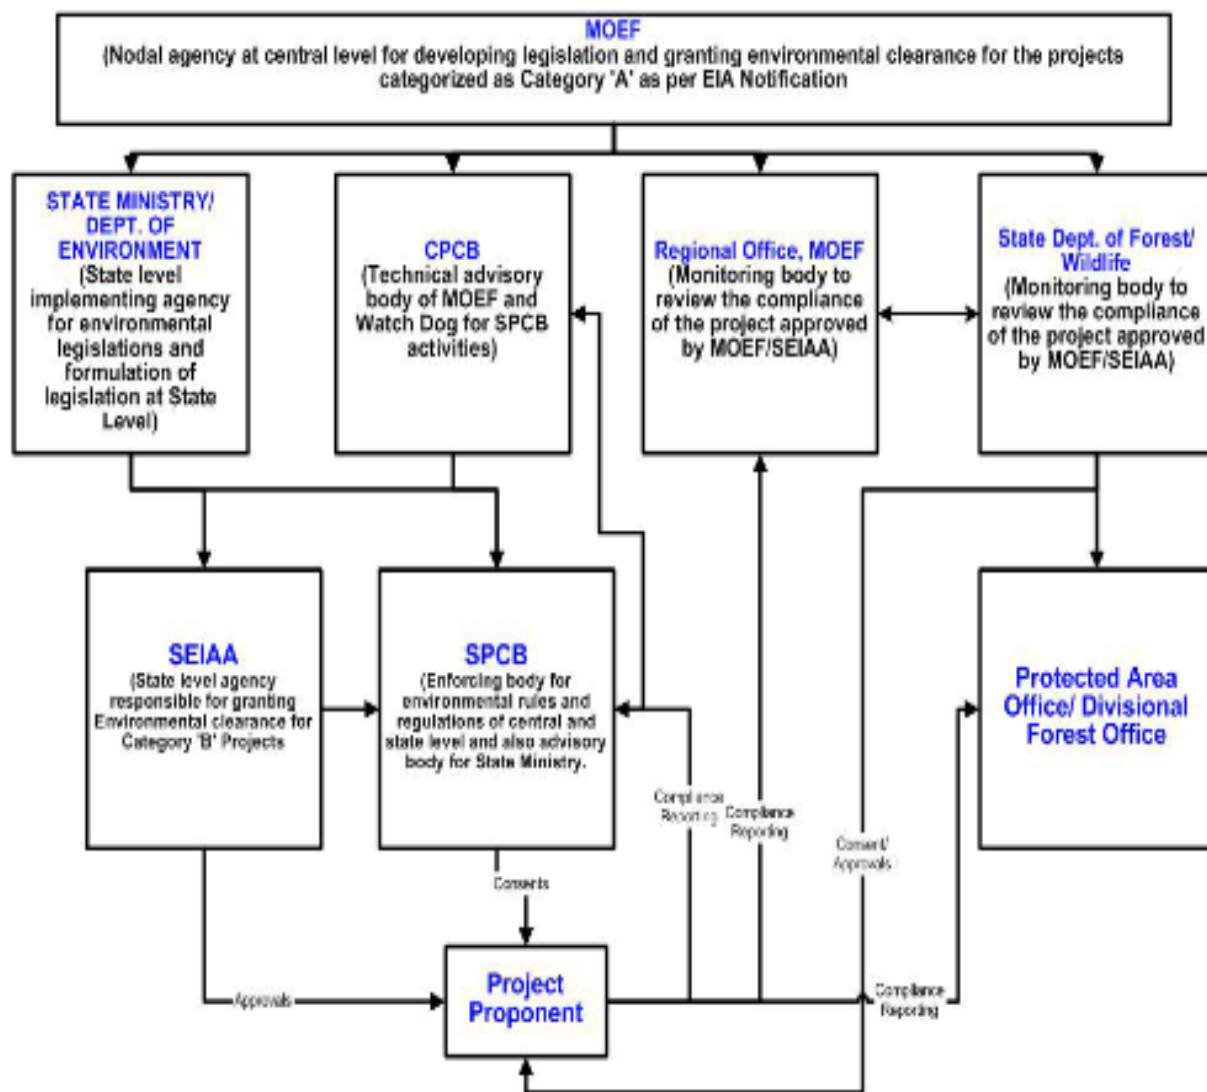 MOEF
(Nodal agency at central level for developing legislation and granting environmental clearance for the projects
categorized as Category 'A' as per EIA Notification
STATE MINISTRY/
DEPT. OF
ENVIRONMENT
(State level
implementing agency
for environmental
legislations and
formulation of
legislation at State
Level)
CPCB
(Technical advisory
body of MOEF and
Watch Dog for SPCB
activities)
Regional Office, MOEF
(Monitoring body to
review the compliance
of the project approved
by MOEF/SEIAA)
State Dept. of Forest/
Wildlife
(Monitoring body to
review the compliance
of the project approved
by MOEF/SEIAA)
SEIAA
(State level agency
responsible for granting
Environmental clearance for
Category 'B' Projects
SPCB
(Enforcing body for
environmental rules and
regulations of central and
state level and also advisory
body for State Ministry.
Protected Area
Office/ Divisional
Forest Office
Compliance
Reporting
Compliance
Reporting
Consent/
Approvals
Consents
Project
Proponent
Approvals
Compliance
Reporting